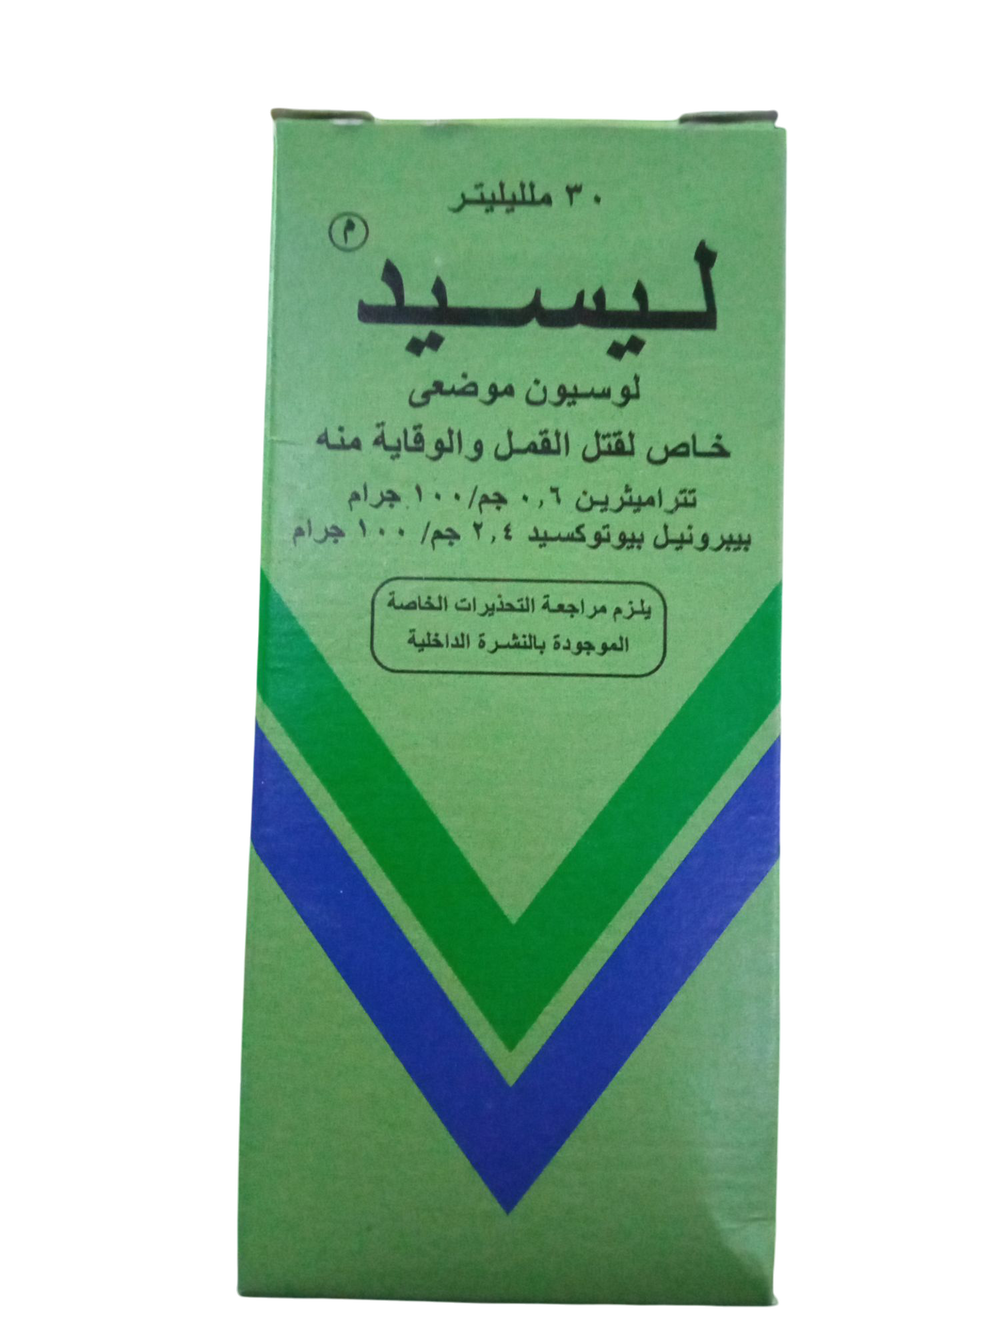 ٣٠ ملليليتر
م
ليسيد
لوسيون موضعى
خاص لقتل القمل والوقاية منه
تتراميثرين ٠,٦ جم/١٠٠ جرام
بيبرونيل بيوتوكسيد ٢,٤ جم/ ١٠٠ جرام
يلزم مراجعة التحذيرات الخاصة
الموجودة بالنشرة الداخلية